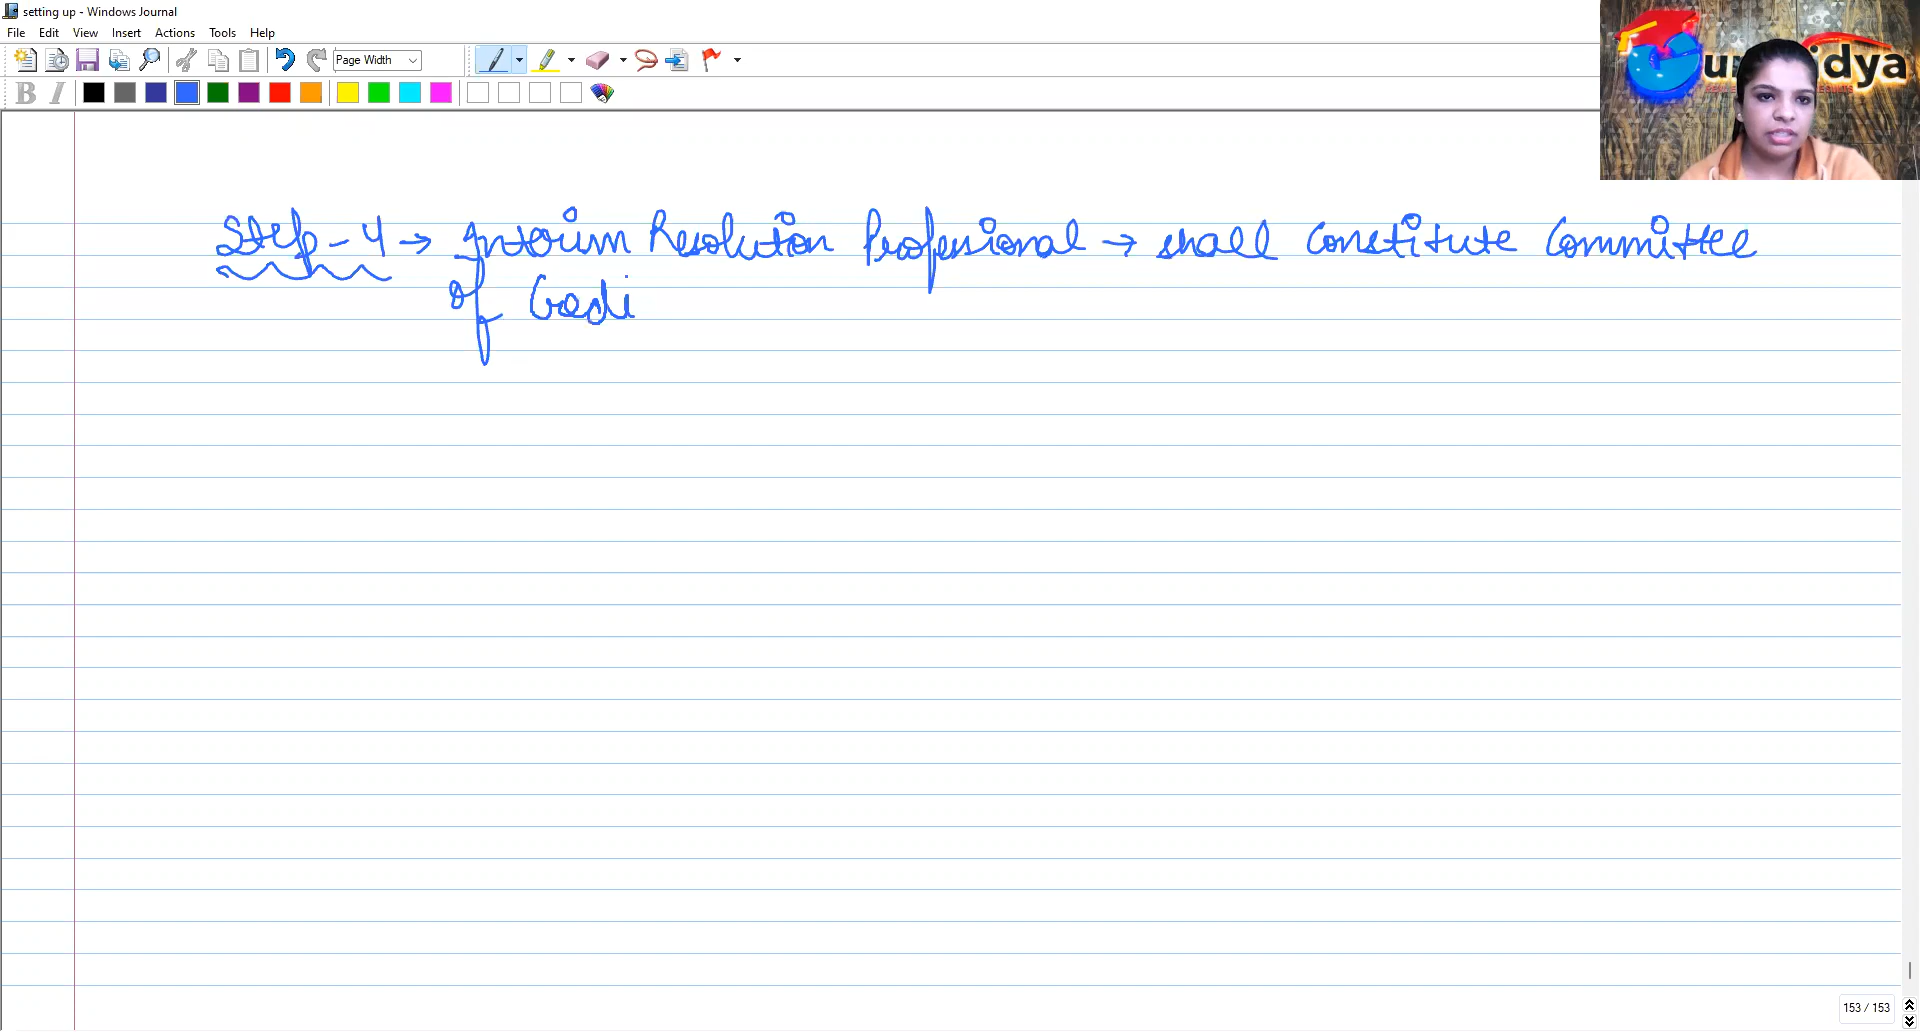 setting up - Windows Journal
File Edit View Insert Actions Tools Help
Page Width
B I
idya
Step-4 → Interim Resolution Professional → shall Constitute Committee
of Credi
153 / 153